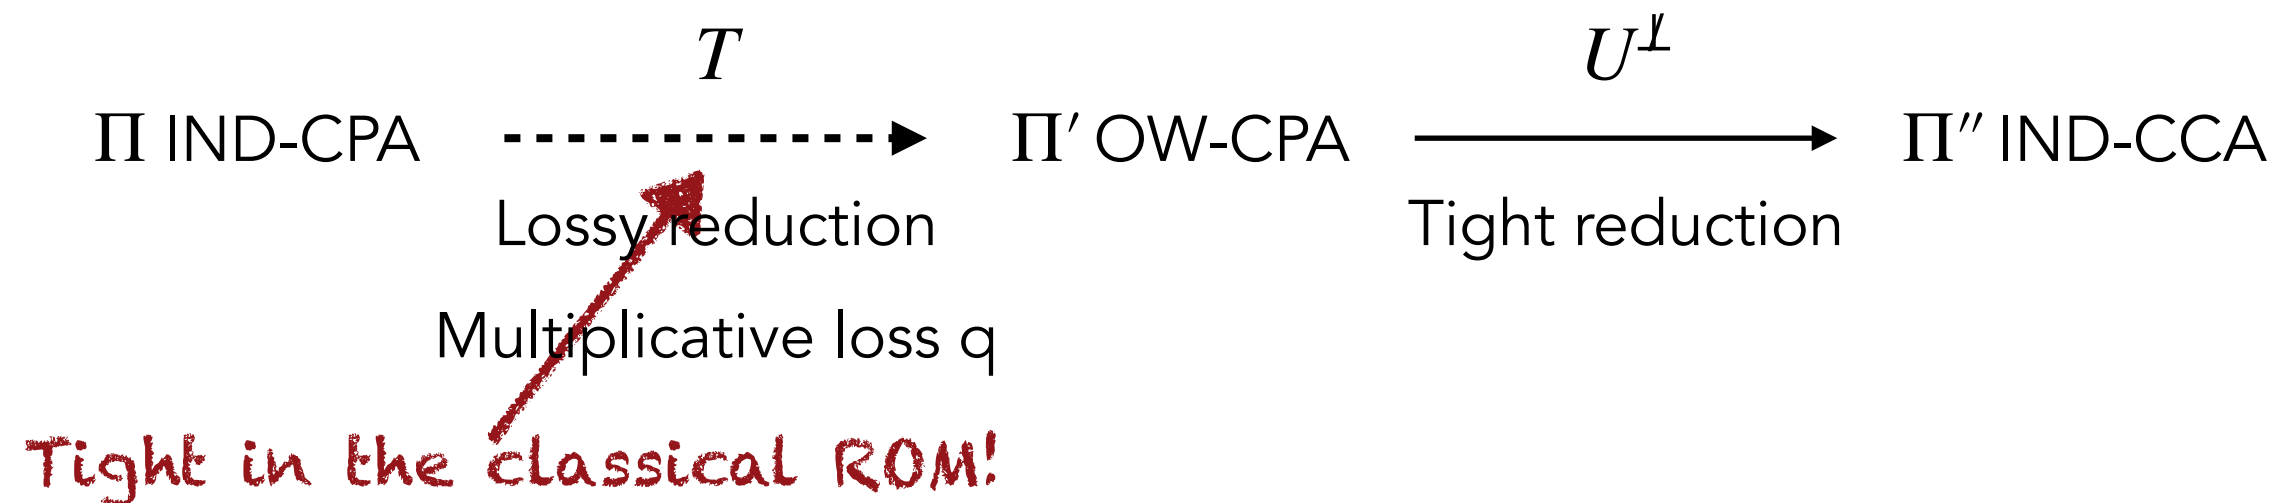 T U^⊥̸
Π IND-CPA Π′ OW-CPA Π″ IND-CCA
Lossy reduction Tight reduction
Multiplicative loss q
Tight in the classical ROM!